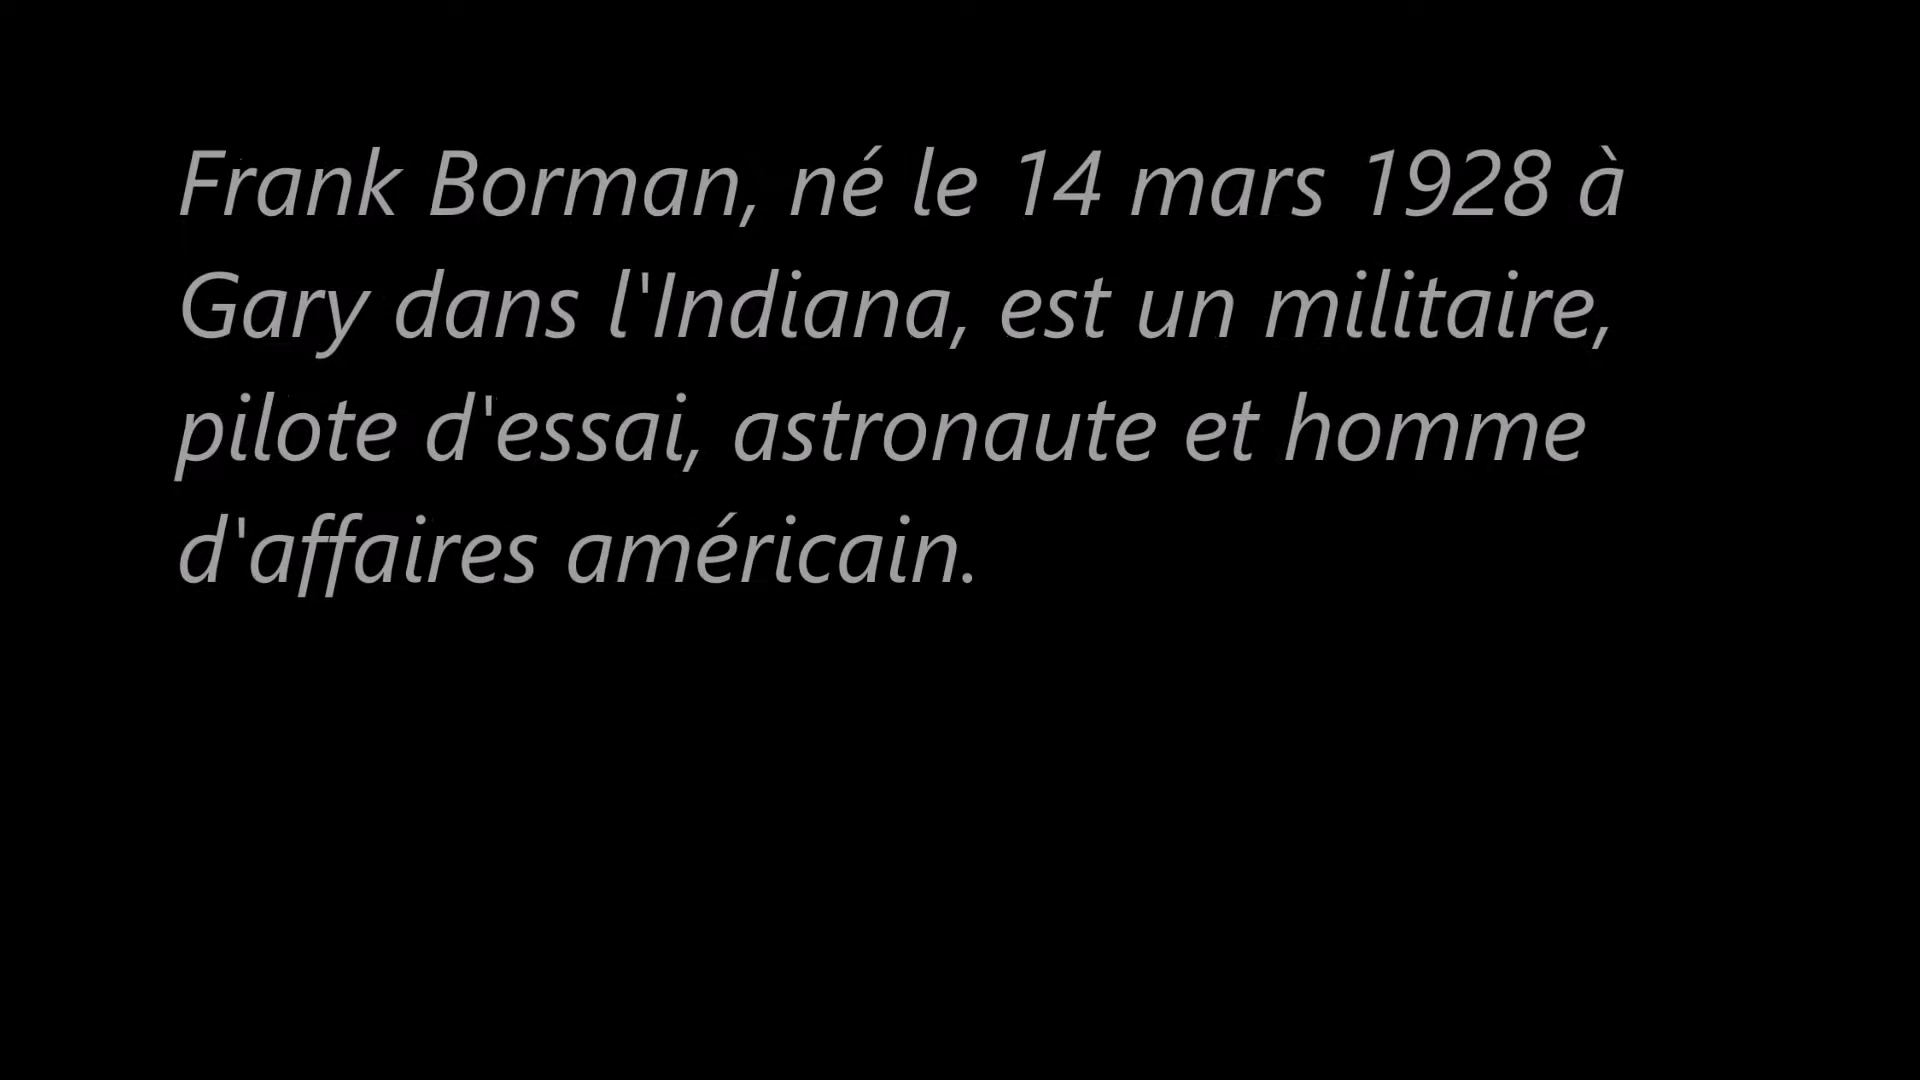 Frank Borman, né le 14 mars 1928 à
Gary dans l'Indiana, est un militaire,
pilote d'essai, astronaute et homme
d'affaires américain.